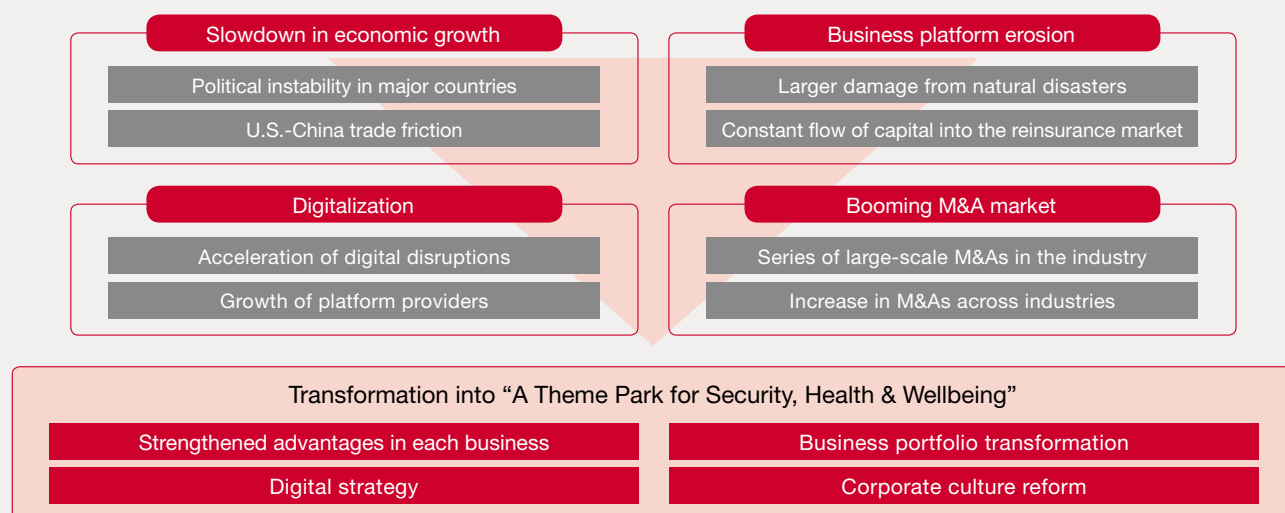 Slowdown in economic growth
Political instability in major countries
U.S.-China trade friction
Business platform erosion
Larger damage from natural disasters
Constant flow of capital into the reinsurance market
Digitalization
Acceleration of digital disruptions
Growth of platform providers
Booming M&A market
Series of large-scale M&As in the industry
Increase in M&As across industries
Transformation into “A Theme Park for Security, Health & Wellbeing”
Strengthened advantages in each business
Business portfolio transformation
Digital strategy
Corporate culture reform